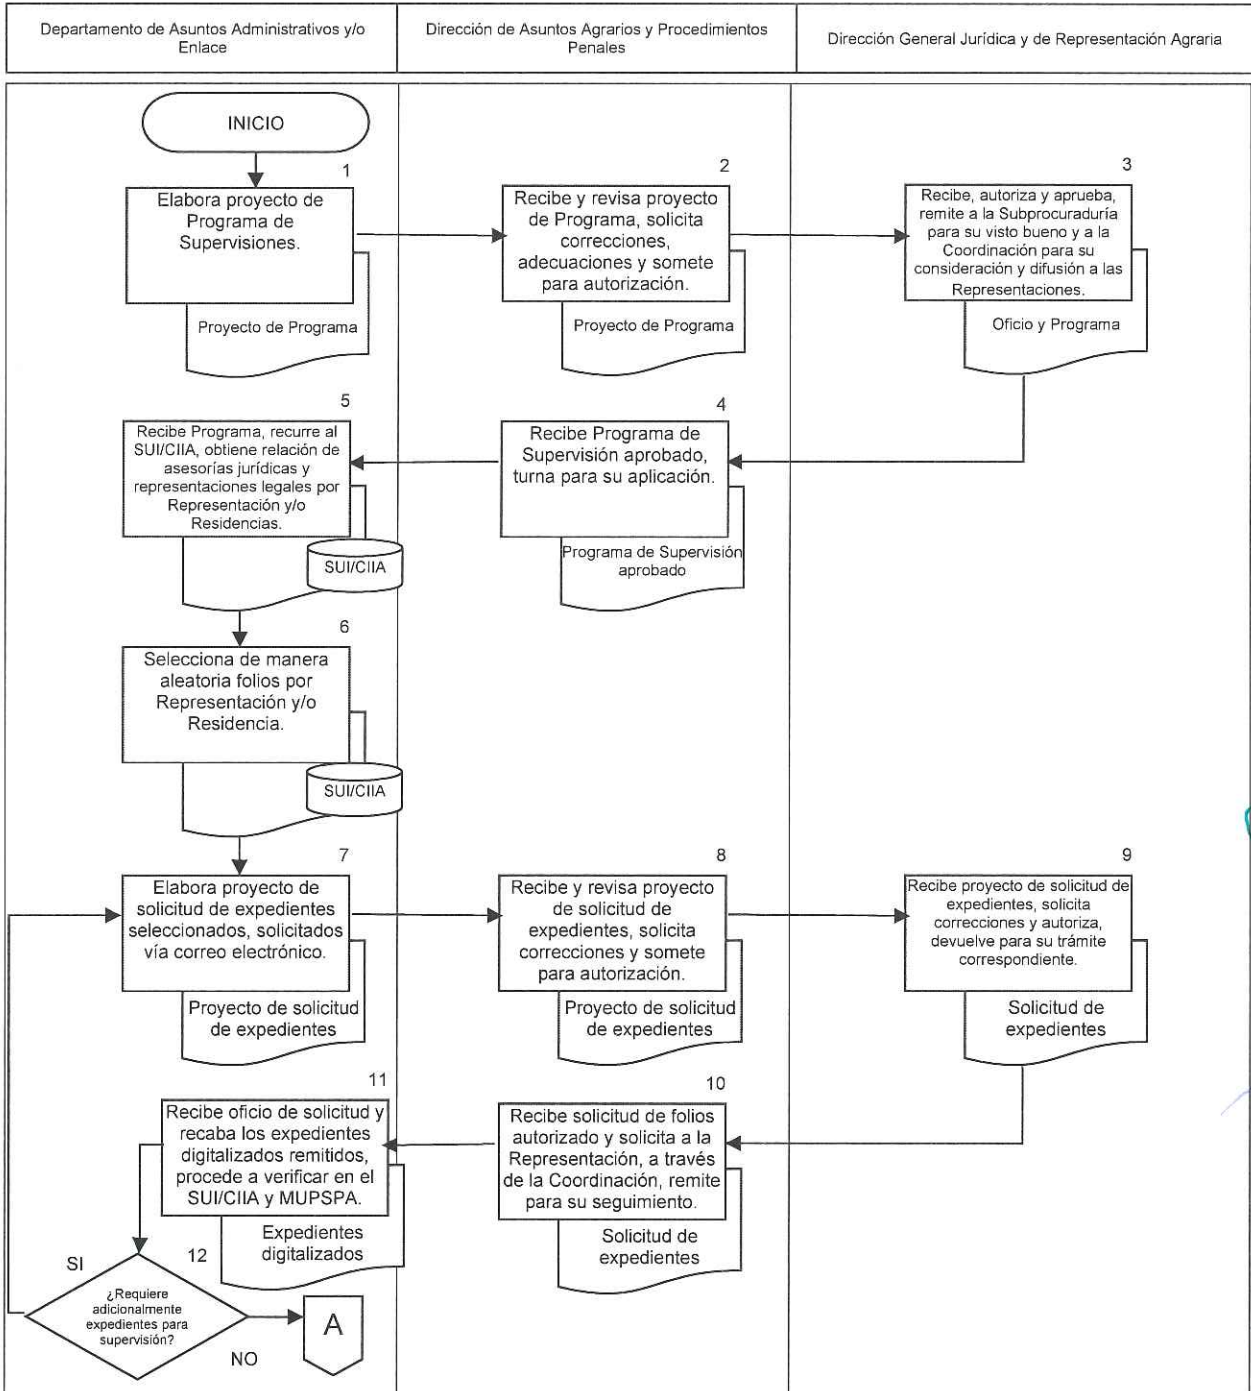 Departamento de Asuntos Administrativos y/o
Enlace
Dirección de Asuntos Agrarios y Procedimientos
Penales
Dirección General Jurídica y de Representación Agraria
INICIO
1
Elabora proyecto de
Programa de
Supervisiones.
Proyecto de Programa
2
Recibe y revisa proyecto
de Programa, solicita
correcciones,
adecuaciones y somete
para autorización.
Proyecto de Programa
3
Recibe, autoriza y aprueba,
remite a la Subprocuraduría
para su visto bueno y a la
Coordinación para su
consideración y difusión a las
Representaciones.
Oficio y Programa
4
Recibe Programa de
Supervisión aprobado,
turna para su aplicación.
Programa de Supervisión
aprobado
5
Recibe Programa, recurre al
SUI/CIIA, obtiene relación de
asesorías jurídicas y
representaciones legales por
Representación y/o
Residencias.
SUI/CIIA
6
Selecciona de manera
aleatoria folios por
Representación y/o
Residencia.
SUI/CIIA
7
Elabora proyecto de
solicitud de expedientes
seleccionados, solicitados
vía correo electrónico.
Proyecto de solicitud
de expedientes
8
Recibe y revisa proyecto
de solicitud de
expedientes, solicita
correcciones y somete
para autorización.
Proyecto de solicitud
de expedientes
9
Recibe proyecto de solicitud de
expedientes, solicita
correcciones y autoriza,
devuelve para su trámite
correspondiente.
Solicitud de
expedientes
10
Recibe solicitud de folios
autorizado y solicita a la
Representación, a través
de la Coordinación, remite
para su seguimiento.
Solicitud de
expedientes
11
Recibe oficio de solicitud y
recaba los expedientes
digitalizados remitidos,
procede a verificar en el
SUI/CIIA y MUPSPA.
Expedientes
digitalizados
12
SI
¿Requiere
adicionalmente
expedientes para
supervisión?
NO
A